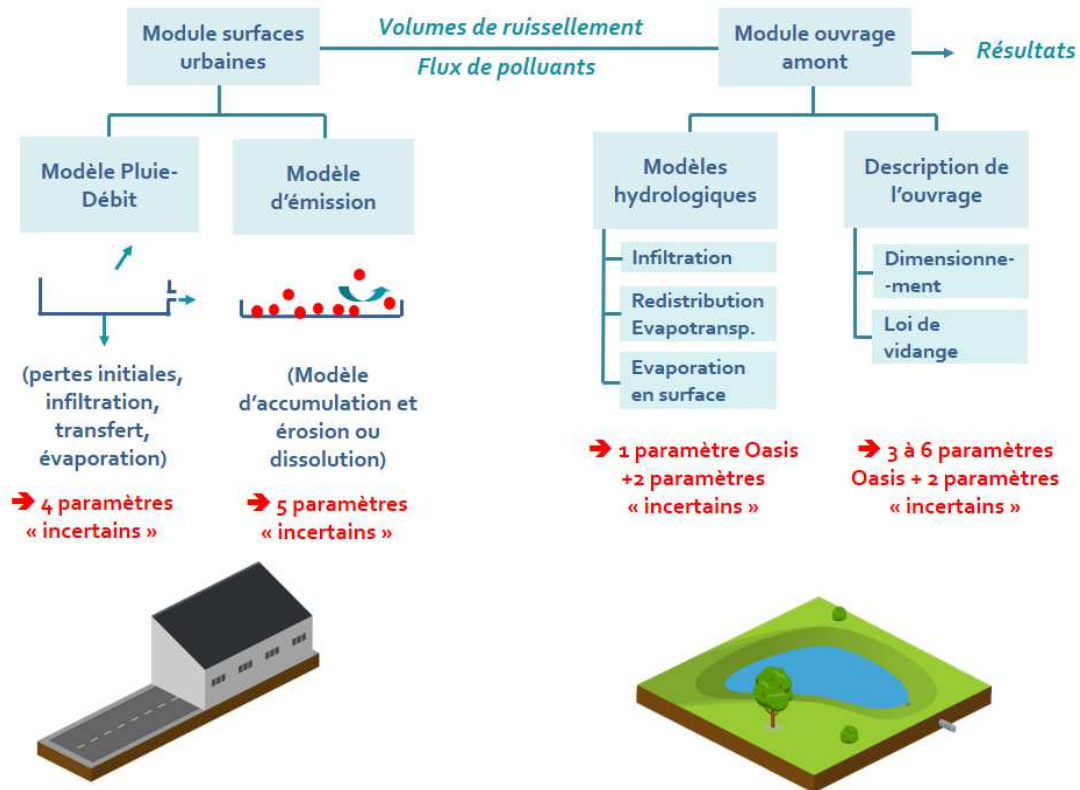 Module surfaces
urbaines
Volumes de ruissellement
Flux de polluants
Module ouvrage
amont
Résultats
Modèle Pluie-
Débit
Modèle
d'émission
Modèles
hydrologiques
Description de
l'ouvrage
Infiltration
Redistribution
Evapotransp.
Evaporation
en surface
Dimensionne-
-ment
Loi de
vidange
(pertes initiales,
infiltration,
transfert,
évaporation)
(Modèle
d'accumulation et
érosion ou
dissolution)
➔ 4 paramètres
« incertains »
➔ 5 paramètres
« incertains »
➔ 1 paramètre Oasis
+2 paramètres
« incertains »
➔ 3 à 6 paramètres
Oasis + 2 paramètres
« incertains »